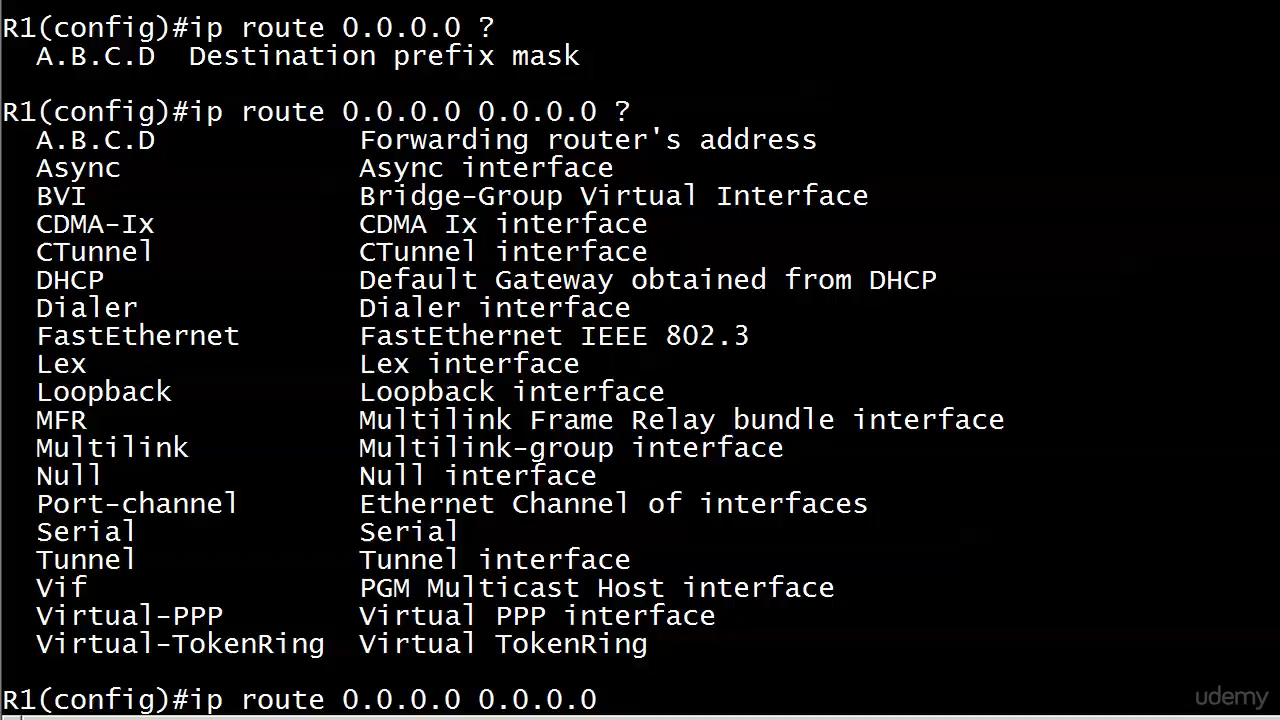 R1(config)#ip route 0.0.0.0 ?
  A.B.C.D  Destination prefix mask

R1(config)#ip route 0.0.0.0 0.0.0.0 ?
  A.B.C.D            Forwarding router's address
  Async              Async interface
  BVI                Bridge-Group Virtual Interface
  CDMA-Ix            CDMA Ix interface
  CTunnel            CTunnel interface
  DHCP               Default Gateway obtained from DHCP
  Dialer             Dialer interface
  FastEthernet       FastEthernet IEEE 802.3
  Lex                Lex interface
  Loopback           Loopback interface
  MFR                Multilink Frame Relay bundle interface
  Multilink          Multilink-group interface
  Null               Null interface
  Port-channel       Ethernet Channel of interfaces
  Serial             Serial
  Tunnel             Tunnel interface
  Vif                PGM Multicast Host interface
  Virtual-PPP        Virtual PPP interface
  Virtual-TokenRing  Virtual TokenRing

R1(config)#ip route 0.0.0.0 0.0.0.0
udemy